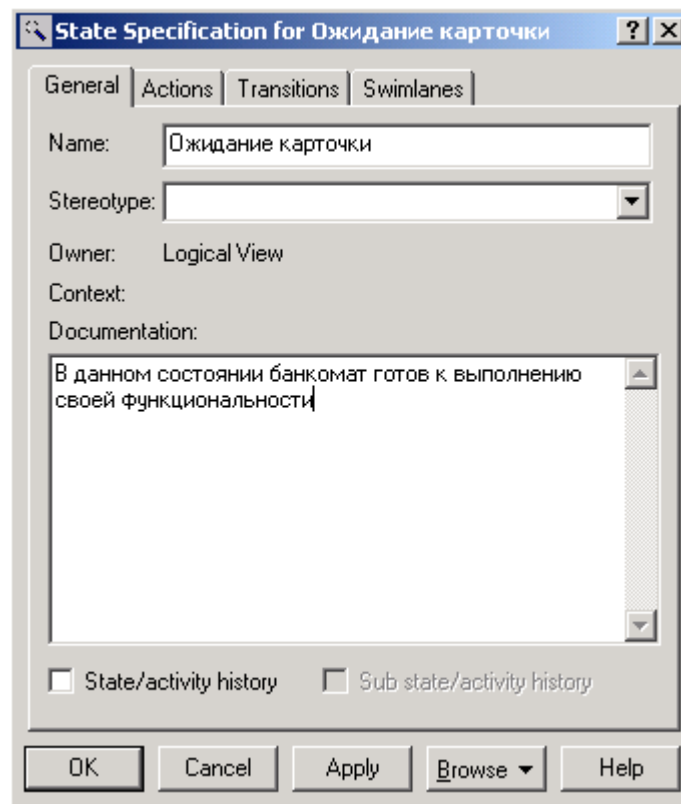 State Specification for Ожидание карточки
General Actions Transitions Swimlanes
Name: Ожидание карточки
Stereotype:
Owner: Logical View
Context:
Documentation:
В данном состоянии банкомат готов к выполнению
своей функциональности
State/activity history Sub state/activity history
OK Cancel Apply Browse Help